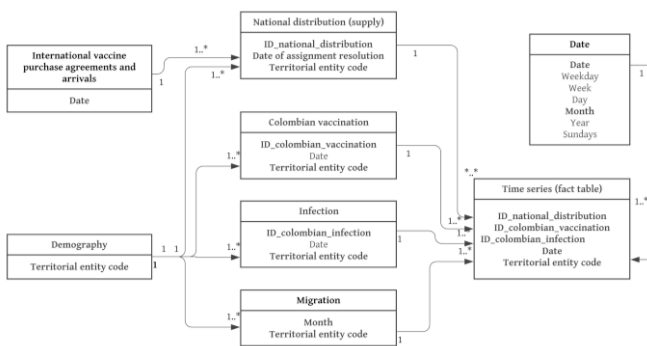 National distribution (supply)
ID_national_distribution
Date of assignment resolution
Territorial entity code
1..*
1..*
1
International vaccine
purchase agreements and
arrivals
Date
1
Date
Date
Weekday
Week
Day
Month
Year
Sundays
1
Colombian vaccination
ID_colombian_vaccination
Date
Territorial entity code
1..*
1
*..*
Time series (fact table)
ID_national_distribution
ID_colombian_vaccination
ID_colombian_infection
Date
Territorial entity code
1..*
1..*
1..
1..*
Infection
ID_colombian_infection
Date
Territorial entity code
1..*
1
Demography
Territorial entity code
1
1
1
Migration
Month
Territorial entity code
1..*
1